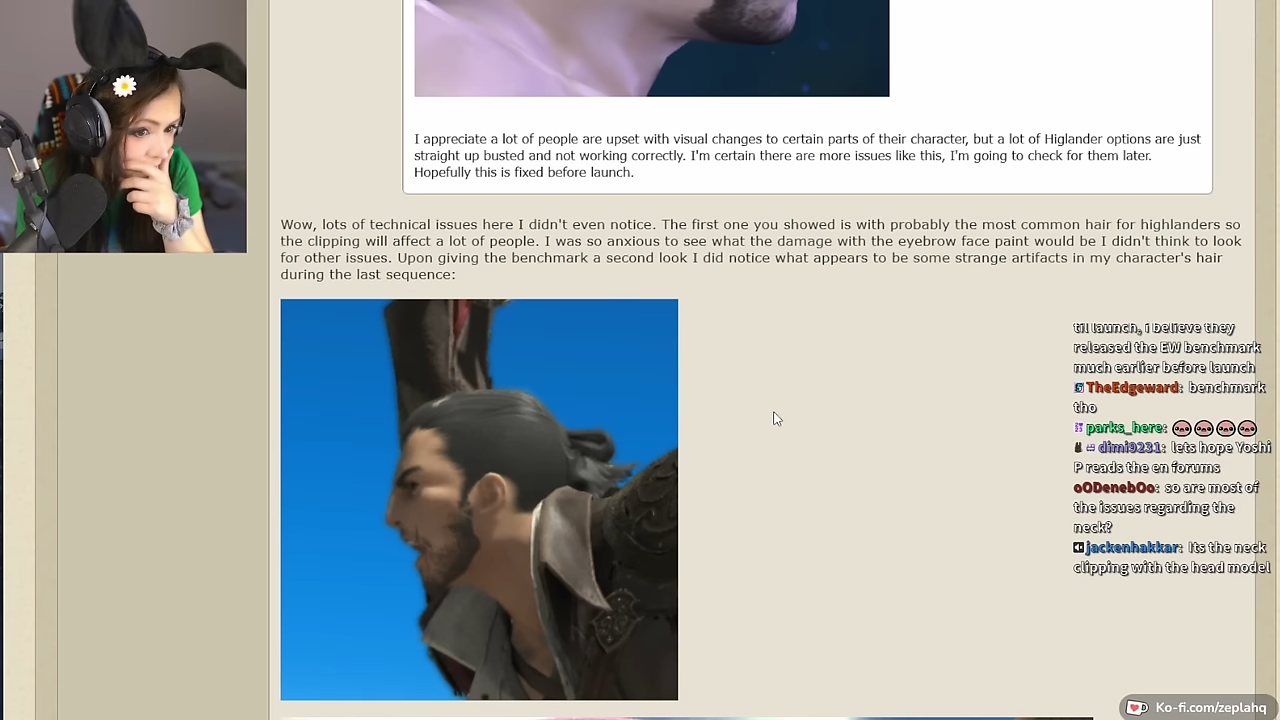 I appreciate a lot of people are upset with visual changes to certain parts of their character, but a lot of Higlander options are just
straight up busted and not working correctly. I'm certain there are more issues like this, I'm going to check for them later.
Hopefully this is fixed before launch.
Wow, lots of technical issues here I didn't even notice. The first one you showed is with probably the most common hair for highlanders so
the clipping will affect a lot of people. I was so anxious to see what the damage with the eyebrow face paint would be I didn't think to look
for other issues. Upon giving the benchmark a second look I did notice what appears to be some strange artifacts in my character's hair
during the last sequence:
til launch, i believe they
released the EW benchmark
much earlier before launch
TheEdgeward: benchmark
tho
parks_here:
dimi9231: lets hope Yoshi
P reads the en forums
oODenebOo: so are most of
the issues regarding the
neck?
jackenhakkar: Its the neck
clipping with the head model
Ko-fi.com/zeplahq